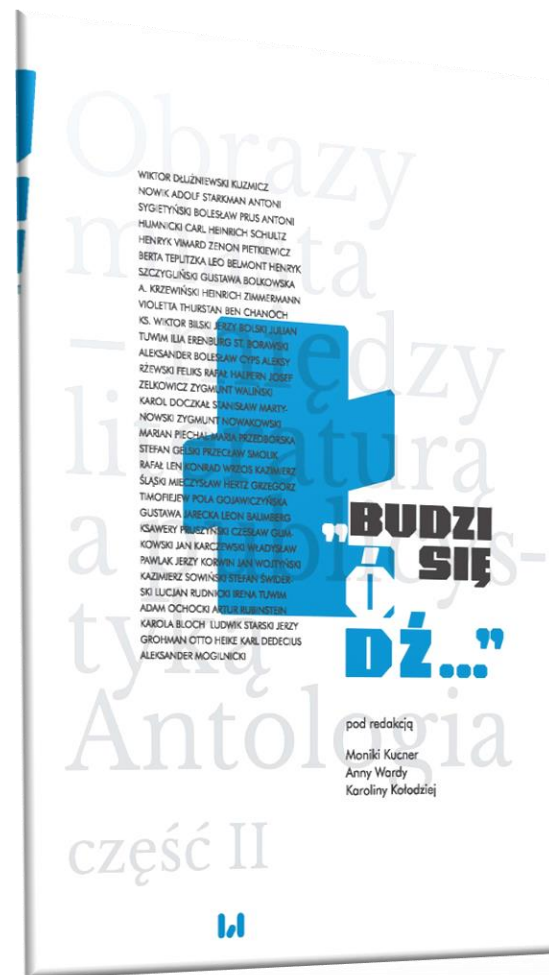 Obrazy
miasta
– między
literaturą
a publicys-
tyką
Antologia
część II
WIKTOR DŁUŻNIEWSKI KUZMICZ
NOWIK ADOLF STARKMAN ANTONI
SYGIETYŃSKI BOLESŁAW PRUS ANTONI
HUMNICKI CARL HEINRICH SCHULTZ
HENRYK VIMARD ZENON PIETKIEWICZ
BERTA TEPLITZKA LEO BELMONT HENRYK
SZCZYGLIŃSKI GUSTAWA BOLKOWSKA
A. KRZEWIŃSKI HEINRICH ZIMMERMANN
VIOLETTA THURSTAN BEN CHANOCH
KS. WIKTOR BILSKI JERZY BOLSKI JULIAN
TUWIM ILIA ERENBURG ST. BORAWSKI
ALEKSANDER BOLESŁAW CYPS ALEKSY
RŻEWSKI FELIKS RAFAŁ HALPERN JOSEF
ZELKOWICZ ZYGMUNT WALIŃSKI
KAROL DOCZKAŁ STANISŁAW MARTY-
NOWSKI ZYGMUNT NOWAKOWSKI
MARIAN PIECHAL MARIA PRZEDBORSKA
STEFAN GELSKI PRZECŁAW SMOLIK
RAFAŁ LEN KONRAD WRZOS KAZIMIERZ
ŚLĄSKI MIECZYSŁAW HERTZ GRZEGORZ
TIMOFIEJEW POLA GOJAWICZYŃSKA
GUSTAWA JARECKA LEON BAUMBERG
KSAWERY PRUSZYŃSKI CZESŁAW GUM-
KOWSKI JAN KARCZEWSKI WŁADYSŁAW
PAWLAK JERZY KORWIN JAN WOJTYŃSKI
KAZIMIERZ SOWIŃSKI STEFAN ŚWIDER-
SKI LUCJAN RUDNICKI IRENA TUWIM
ADAM OCHOCKI ARTUR RUBINSTEIN
KAROLA BLOCH LUDWIK STARSKI JERZY
GROHMAN OTTO HEIKE KARL DEDECIUS
ALEKSANDER MOGILNICKI
„BUDZI
SIĘ
Ł
Ó
DŹ...”
pod redakcją
Moniki Kucner
Anny Wardy
Karoliny Kołodziej